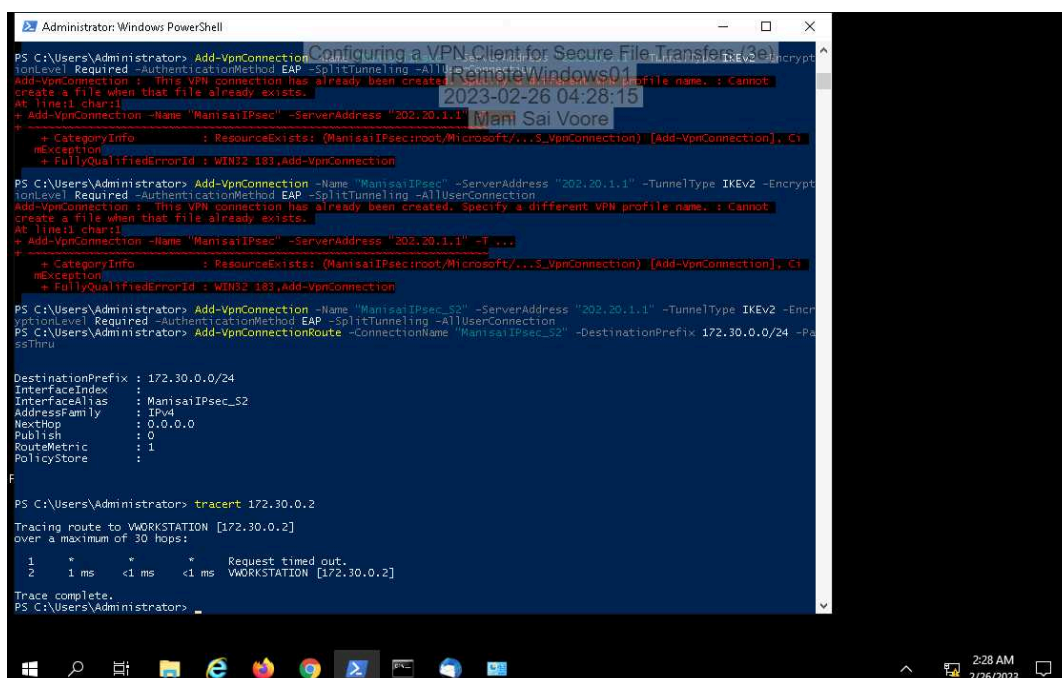 Administrator: Windows PowerShell
Configuring a VPN Client for Secure File Transfers (3e)
RemoteWindows01
2023-02-26 04:28:15
Mani Sai Voore
PS C:\Users\Administrator> Add-VpnConnection
IKEv2
ionLevel Required -AuthenticationMethod EAP -SplitTunneling -AllUserConnection
Add-VpnConnection : This VPN connection has already been created. Specify a different VPN profile name. : Cannot
create a file when that file already exists.
At line:1 char:1
+ Add-VpnConnection -Name "ManisaiIPsec" -ServerAddress "202.20.1.1"
+ CategoryInfo : ResourceExists: (ManisaiIPsec:root/Microsoft/...S_VpnConnection) [Add-VpnConnection], Ci
mException
+ FullyQualifiedErrorId : WIN32 183,Add-VpnConnection
PS C:\Users\Administrator> Add-VpnConnection -Name "ManisaiIPsec" -ServerAddress "202.20.1.1" -TunnelType IKEv2 -Encrypt
ionLevel Required -AuthenticationMethod EAP -SplitTunneling -AllUserConnection
Add-VpnConnection : This VPN connection has already been created. Specify a different VPN profile name. : Cannot
create a file when that file already exists.
At line:1 char:1
+ Add-VpnConnection -Name "ManisaiIPsec" -ServerAddress "202.20.1.1" -T ...
+ ~~~~~~~~~~~~~~~~~~~~~~~~~~~~~~~~~~~~~~~~~~~~~~~~~~~~~~~~~~~~~~~~~~~~~
+ CategoryInfo : ResourceExists: (ManisaiIPsec:root/Microsoft/...S_VpnConnection) [Add-VpnConnection], Ci
mException
+ FullyQualifiedErrorId : WIN32 183,Add-VpnConnection
PS C:\Users\Administrator> Add-VpnConnection -Name "ManisaiIPsec_S2" -ServerAddress "202.20.1.1" -TunnelType IKEv2 -Encr
yptionLevel Required -AuthenticationMethod EAP -SplitTunneling -AllUserConnection
PS C:\Users\Administrator> Add-VpnConnectionRoute -ConnectionName "ManisaiIPsec_S2" -DestinationPrefix 172.30.0.0/24 -Pa
ssThru
DestinationPrefix : 172.30.0.0/24
InterfaceIndex :
InterfaceAlias : ManisaiIPsec_S2
AddressFamily : IPv4
NextHop : 0.0.0.0
Publish : 0
RouteMetric : 1
PolicyStore :
PS C:\Users\Administrator> tracert 172.30.0.2
Tracing route to VWORKSTATION [172.30.0.2]
over a maximum of 30 hops:
1 * * * Request timed out.
2 1 ms <1 ms <1 ms VWORKSTATION [172.30.0.2]
Trace complete.
PS C:\Users\Administrator> _
2:28 AM
2/26/2023